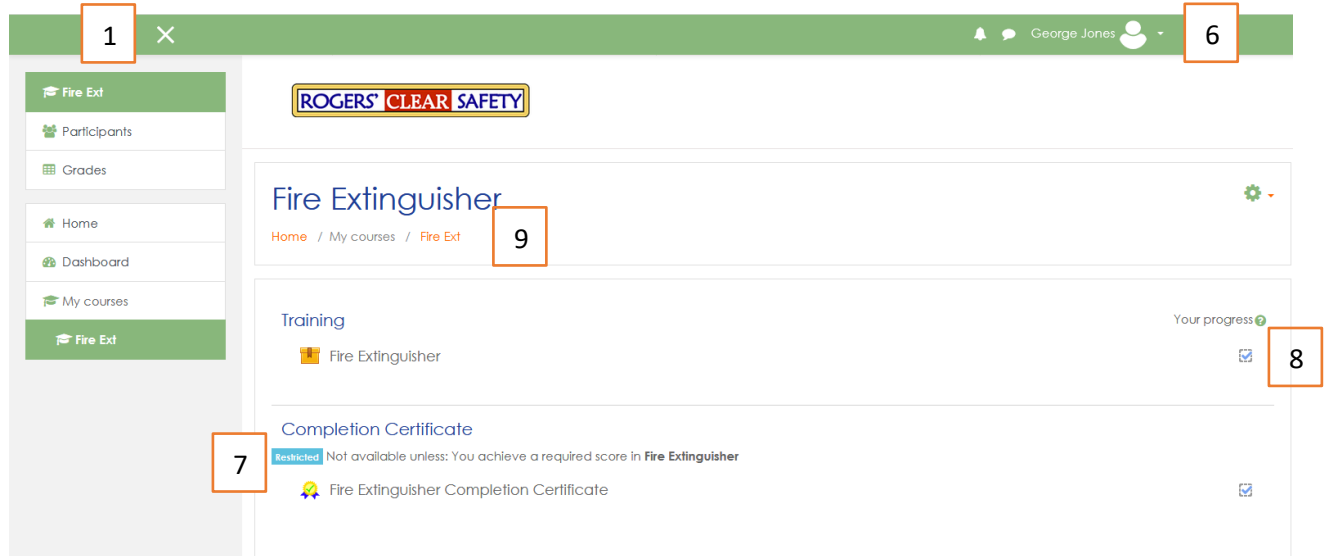 1
George Jones
6
Fire Ext
Participants
Grades
Home
Dashboard
My courses
Fire Ext
ROGERS' CLEAR SAFETY
Fire Extinguisher
Home / My courses / Fire Ext
9
Training
Your progress
Fire Extinguisher
8
Completion Certificate
7
Restricted Not available unless: You achieve a required score in Fire Extinguisher
Fire Extinguisher Completion Certificate